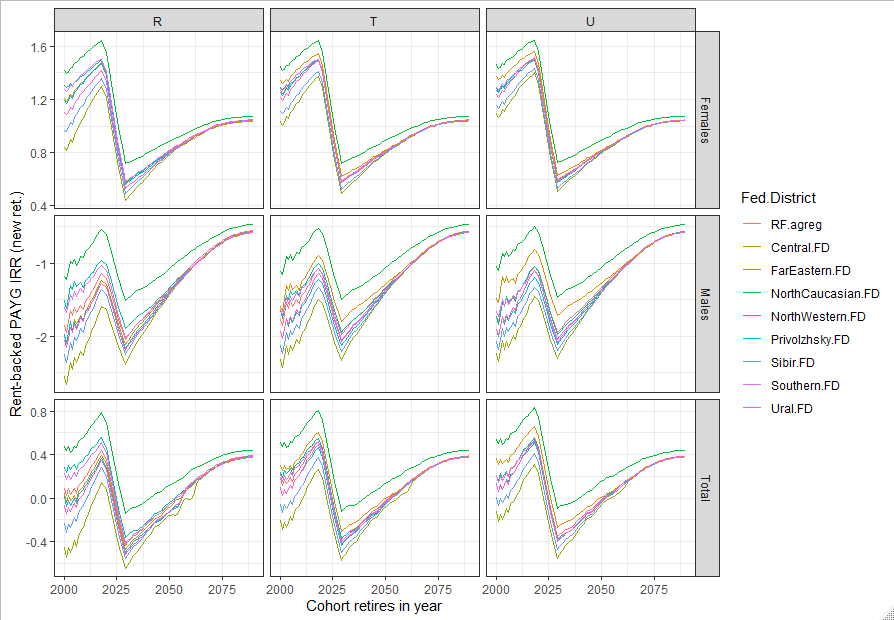 R T U
1.6
1.2
0.8
0.4
Females
-1
-2
Males
0.8
0.4
0.0
-0.4
Total
2000 2025 2050 2075 2000 2025 2050 2075 2000 2025 2050 2075
Cohort retires in year
Rent-backed PAYG IRR (new ret.)
Fed.District
RF.agreg
Central.FD
FarEastern.FD
NorthCaucasian.FD
NorthWestern.FD
Privolzhsky.FD
Sibir.FD
Southern.FD
Ural.FD